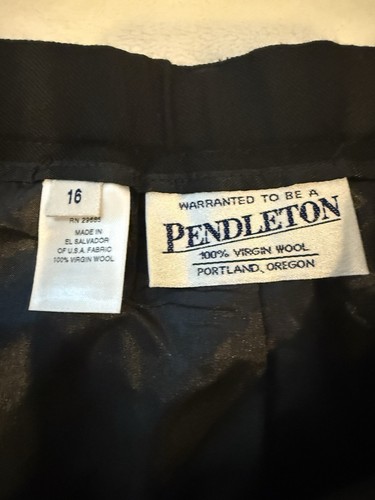 16
RN 29685
MADE IN
EL SALVADOR
OF U.S.A. FABRIC
100% VIRGIN WOOL
WARRANTED TO BE A
PENDLETON
100% VIRGIN WOOL
PORTLAND, OREGON